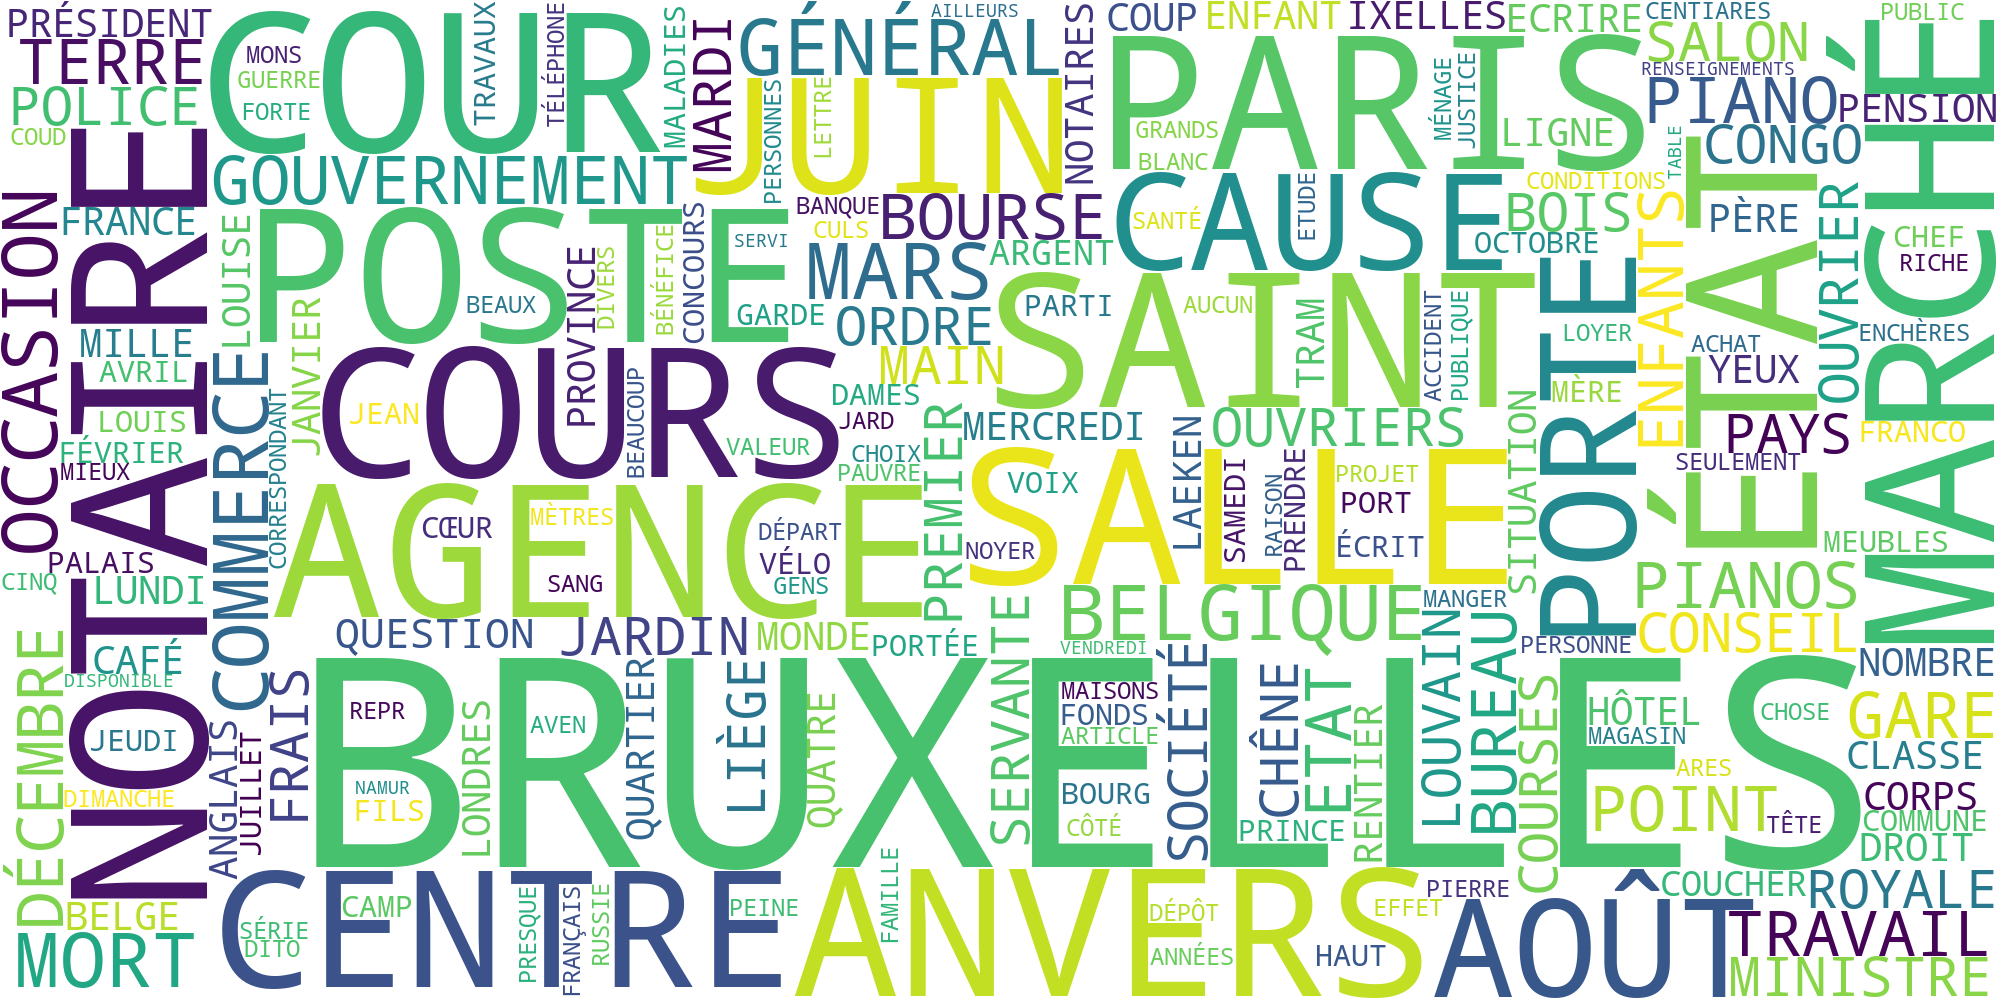 PRÉSIDENT
TERRE
POLICE
COUD
COUR
MONS
GUERRE
FORTE
TRAVAUX
TÉLÉPHONE
MALADIES
MARDI
GÉNÉRAL
AILLEURS
JUIN
PERSONNES
LETTRE
NOTAIRES
COUP
ENFANT
IXELLES
ECRIRE
CENTIARES
PUBLIC
SALON
RENSEIGNEMENTS
PIANO
PENSION
PARIS
GRANDS
BLANC
MÉNAGE
JUSTICE
LIGNE
TABLE
CONGO
MARCHÉ
GOUVERNEMENT
OCCASION
NOTAIRE
FRANCE
LOUISE
POSTE
BEAUX
PROVINCE
DIVERS
BÉNÉFICE
CONCOURS
SERVI
BANQUE
CULS
BOURSE
MARS
ARGENT
GARDE
ORDRE
CAUSE
SANTÉ
ETUDE
CONDITIONS
BOIS
OCTOBRE
ENFANTS
PÈRE
OUVRIER
CHEF
RICHE
MILLE
AVRIL
JANVIER
COMMERCE
COURS
JEAN
BEAUCOUP
VALEUR
MAIN
DAMES
JARD
CHOIX
PAUVRE
SAINT
PARTI
AUCUN
TRAM
ACCIDENT
PUBLIQUE
PORTE
LOYER
MÈRE
ÉTAT
ACHAT
YEUX
ENCHÈRES
LOUIS
FÉVRIER
MIEUX
CORRESPONDANT
PREMIER
MERCREDI
OUVRIERS
PAYS
FRANCO
SEULEMENT
AGENCE
CŒUR
MÈTRES
SANG
DÉPART
VÉLO
GENS
SALLE
VOIX
NOYER
LAEKEN
SAMEDI
RAISON
PRENDRE
PROJET
PORT
ÉCRIT
SITUATION
MEUBLES
PALAIS
CINQ
LUNDI
PIANOS
MANGER
BELGIQUE
QUESTION
JARDIN
MONDE
PORTÉE
SERVANTE
VENDREDI
CONSEIL
PERSONNE
DÉCEMBRE
CAFÉ
DISPONIBLE
JEUDI
DIMANCHE
ANGLAIS
JUILLET
FRAIS
BRUXELLES
REPR
NAMUR
FILS
LONDRES
AVEN
QUARTIER
LIÈGE
QUATRE
MAISONS
FONDS
ARTICLE
BOURG
CÔTÉ
SOCIÉTÉ
CHÊNE
ETAT
PRINCE
RENTIER
LOUVAIN
BUREAU
COURSES
HÔTEL
MAGASIN
CHOSE
ARES
POINT
TÊTE
NOMBRE
GARE
CLASSE
CORPS
COMMUNE
DROIT
BELGE
MORT
CENTRE
SÉRIE
DITO
CAMP
PRESQUE
FRANÇAIS
RUSSIE
PEINE
ANVERS
FAMILLE
DÉPÔT
ANNÉES
HAUT
EFFET
PIERRE
AOÛT
COUCHER
ROYALE
TRAVAIL
MINISTRE